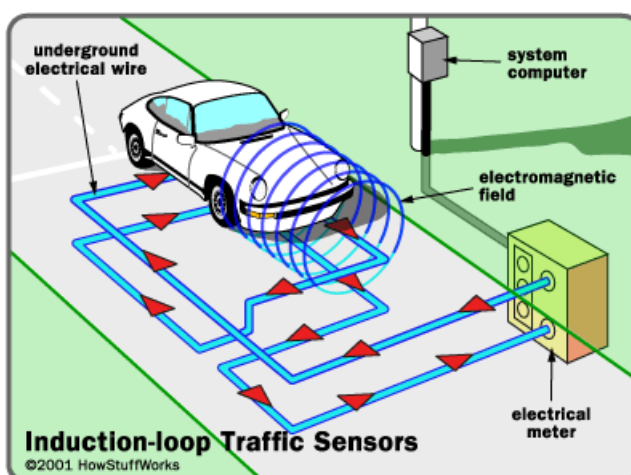 underground
electrical wire
system
computer
electromagnetic
field
electrical
meter
Induction-loop Traffic Sensors
©2001 HowStuffWorks